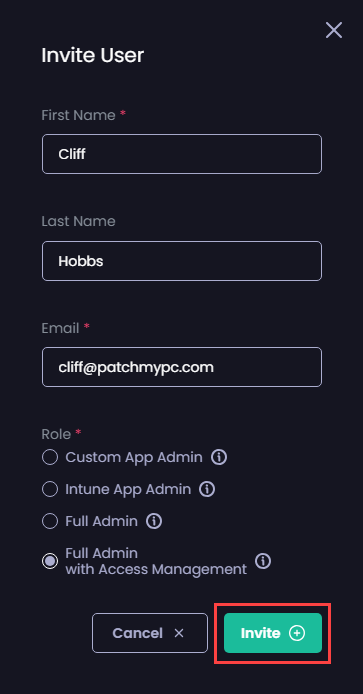 Invite User
First Name *
Cliff
Last Name
Hobbs
Email *
cliff@patchmypc.com
Role *
Custom App Admin
Intune App Admin
Full Admin
Full Admin
with Access Management
Cancel
Invite